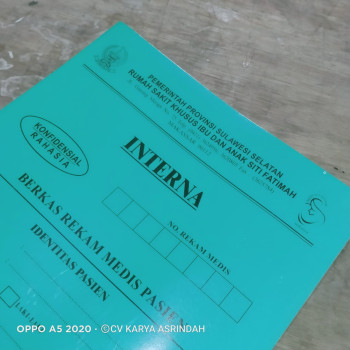 PEMERINTAH PROVINSI SULAWESI SELATAN
RUMAH SAKIT KHUSUS IBU DAN ANAK SITI FATIMAH
KONFIDENSIAL
RAHASIA
INTERNA
NO. REKAM MEDIS
BERKAS REKAM MEDIS PASIEN
IDENTITAS PASIEN
OPPO A5 2020 · ©CV KARYA ASRINDAH